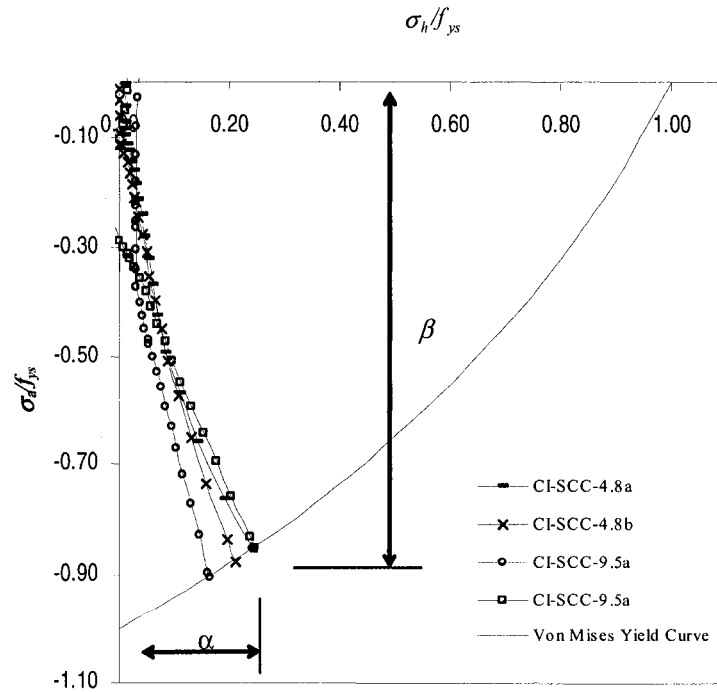 σh/fys
0.00 0.20 0.40 0.60 0.80 1.00
-0.10
-0.30
-0.50
-0.70
-0.90
-1.10
σa/fys
β
α
CI-SCC-4.8a
CI-SCC-4.8b
CI-SCC-9.5a
CI-SCC-9.5a
Von Mises Yield Curve